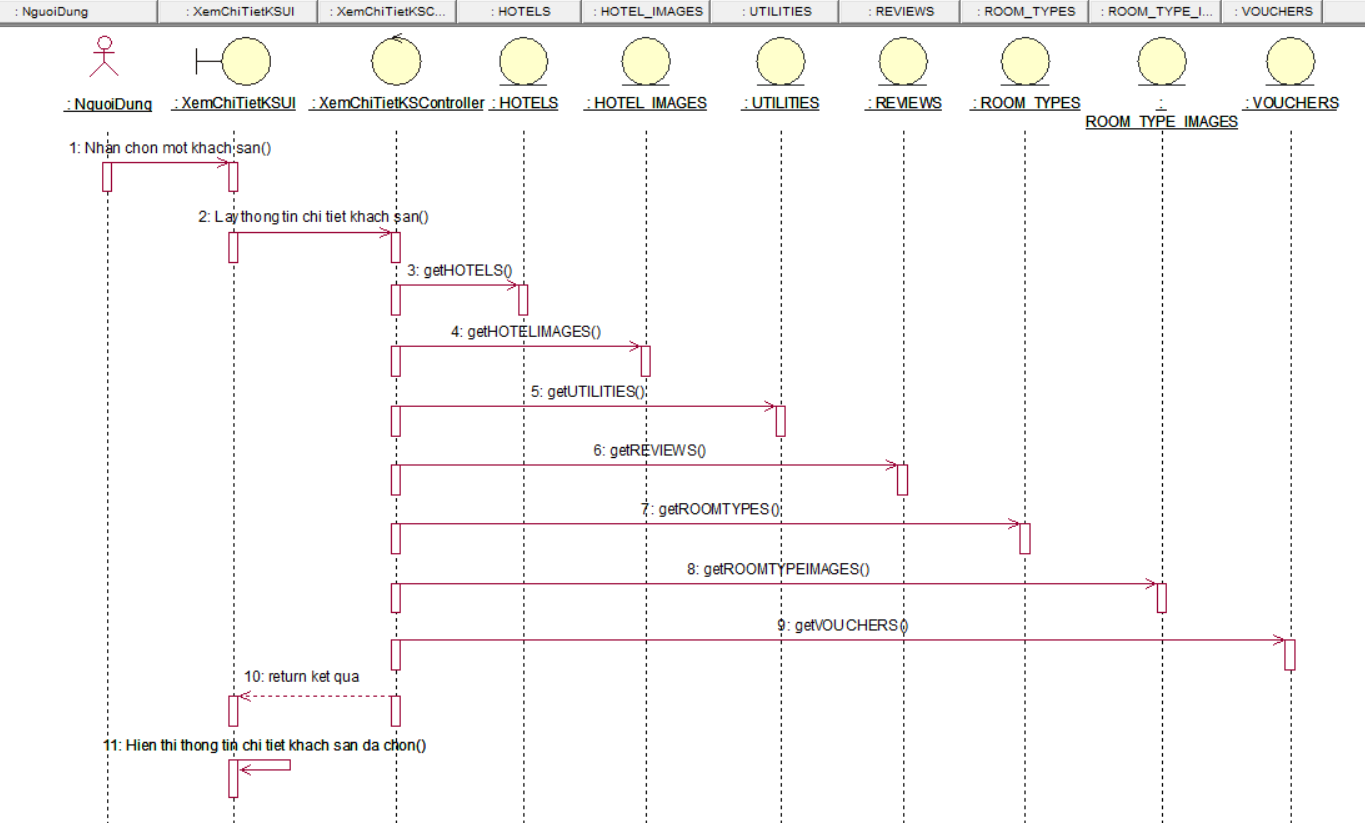 : NguoiDung
: XemChiTietKSUI
: XemChiTietKSC...
: HOTELS
: HOTEL_IMAGES
: UTILITIES
: REVIEWS
: ROOM_TYPES
: ROOM_TYPE_I...
: VOUCHERS
: NguoiDung
: XemChiTietKSUI
: XemChiTietKSController
: HOTELS
: HOTEL_IMAGES
: UTILITIES
: REVIEWS
: ROOM_TYPES
:
ROOM_TYPE_IMAGES
: VOUCHERS
1: Nhan chon mot khach san()
2: Lay thong tin chi tiet khach san()
3: getHOTELS()
4: getHOTELIMAGES()
5: getUTILITIES()
6: getREVIEWS()
7: getROOMTYPES()
8: getROOMTYPEIMAGES()
9: getVOUCHERS()
10: return ket qua
11: Hien thi thong tin chi tiet khach san da chon()